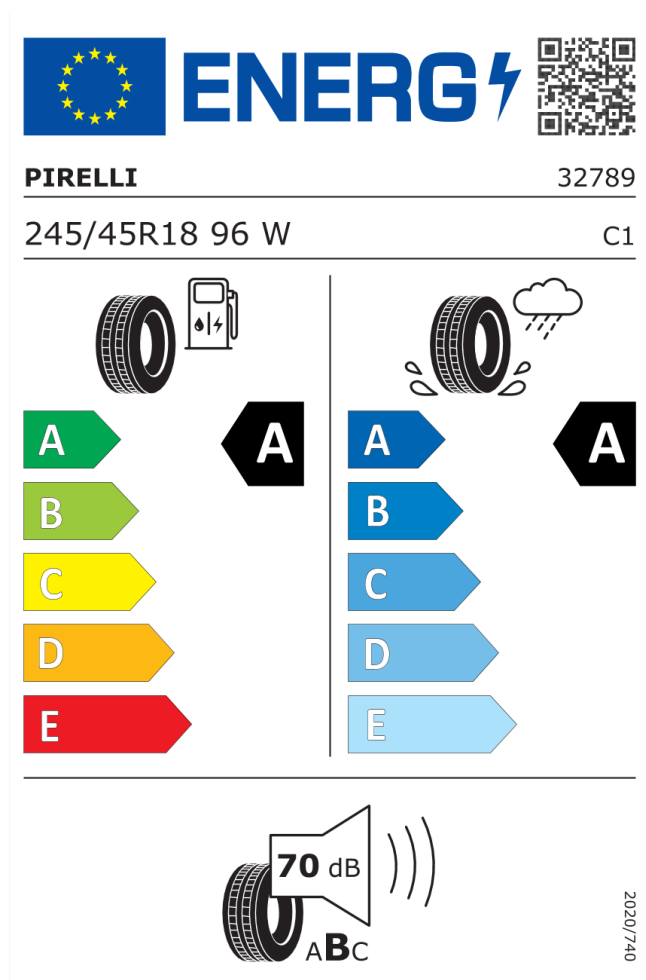 ENERG
PIRELLI 32789
245/45R18 96 W C1
A A A A
B B
C C
D D
E E
70 dB
ABC
2020/740